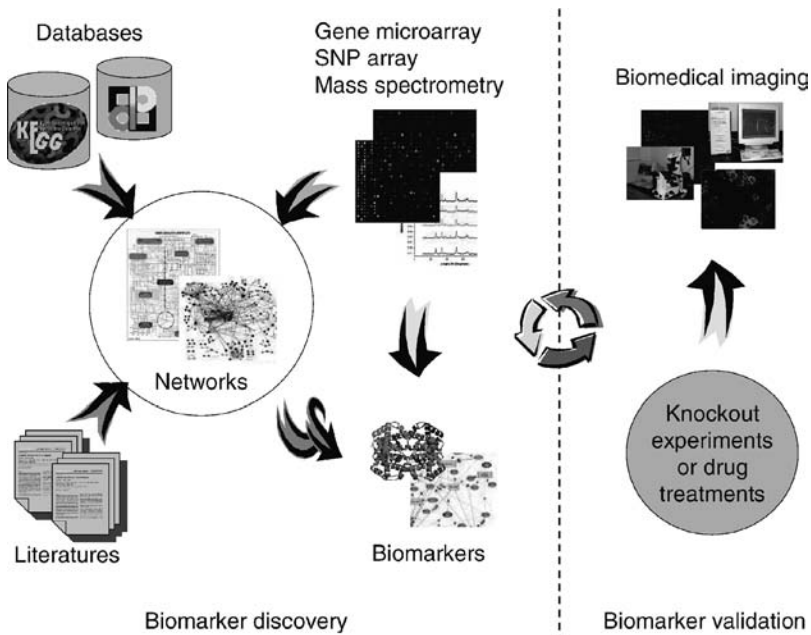 Databases
Gene microarray
SNP array
Mass spectrometry
Biomedical imaging
KEGG
Networks
Knockout
experiments
or drug
treatments
Literatures
Biomarkers
Biomarker discovery
Biomarker validation